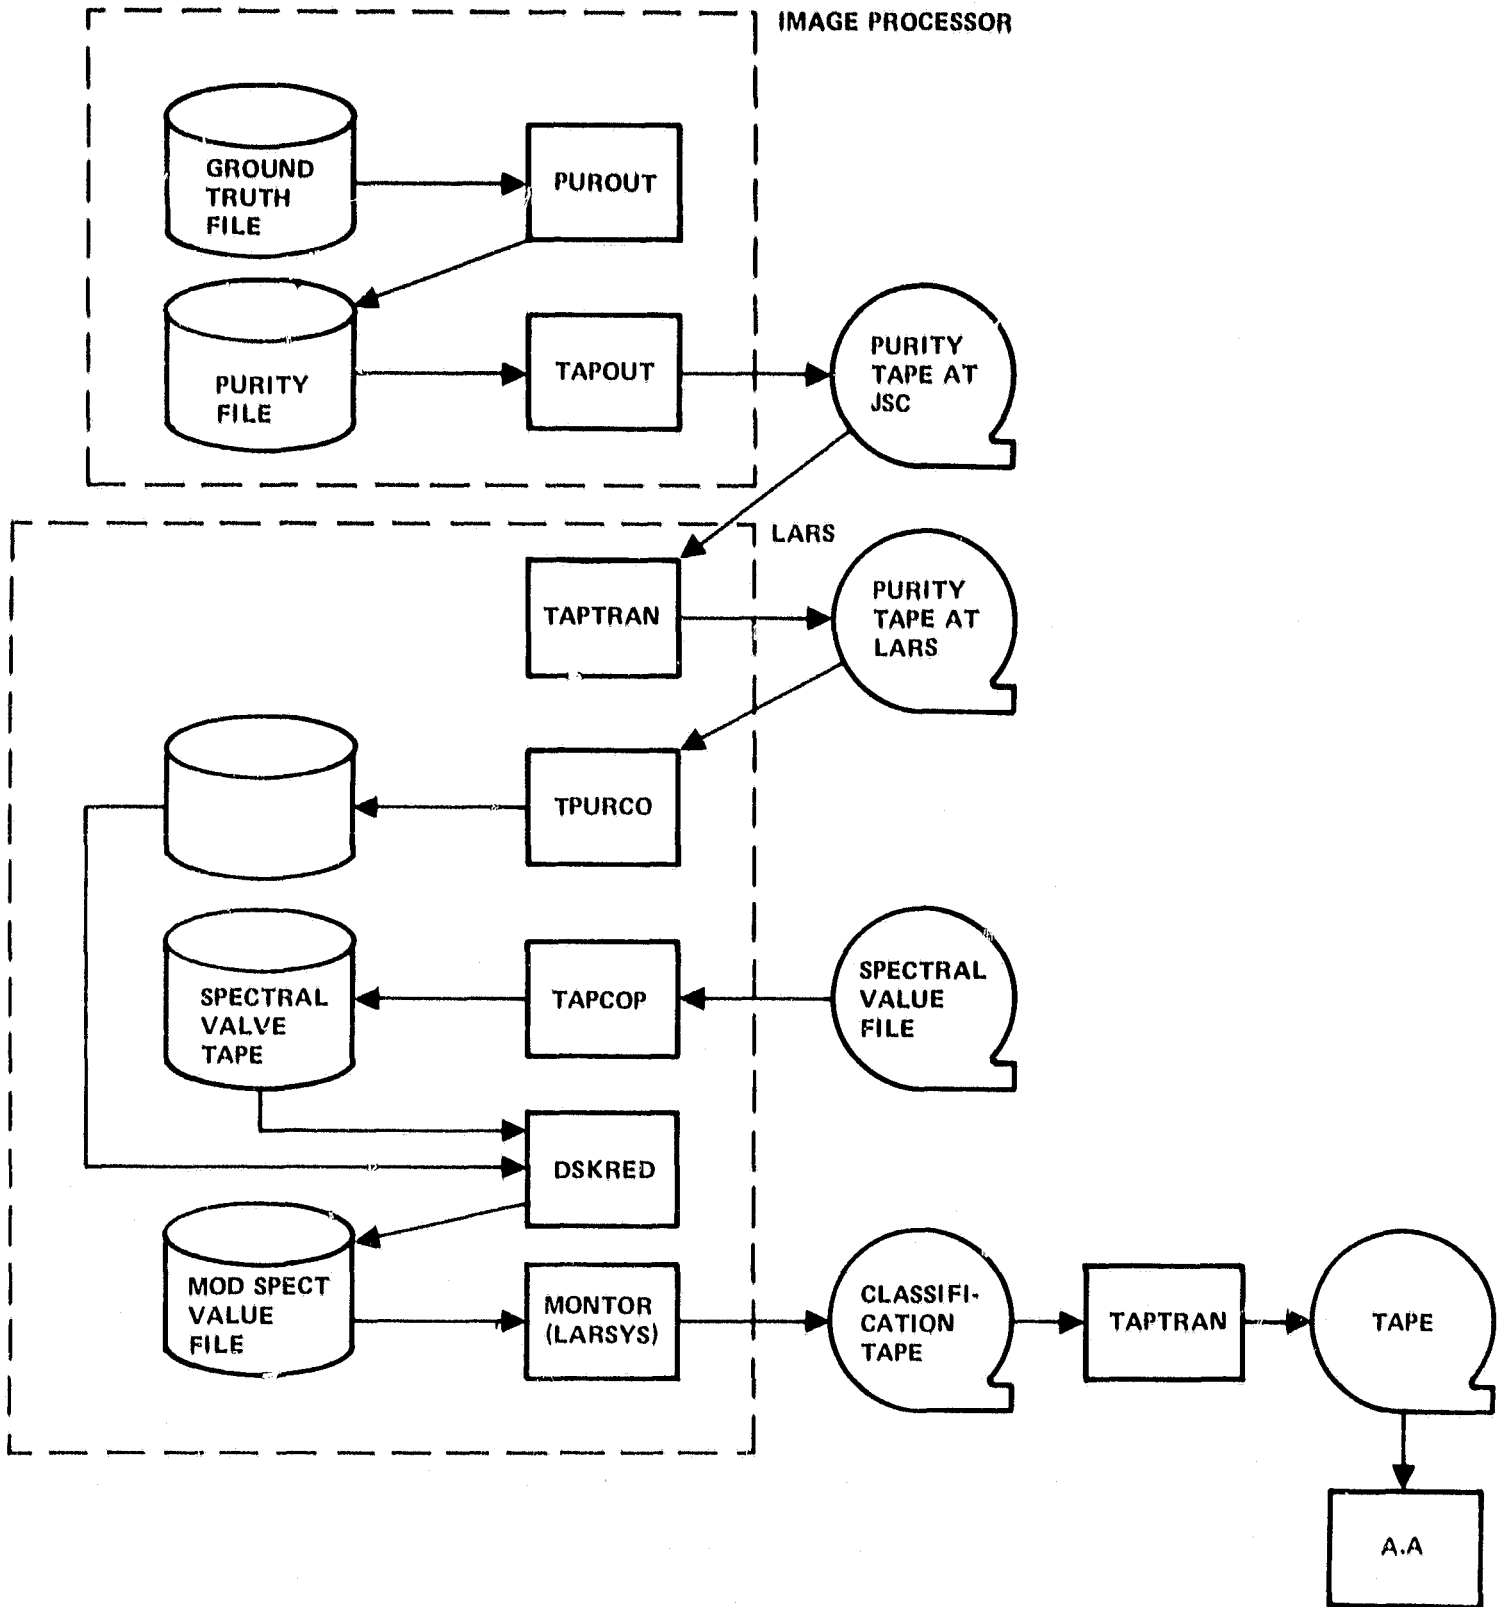 IMAGE PROCESSOR
GROUND
TRUTH
FILE
PUROUT
PURITY
FILE
TAPOUT
PURITY
TAPE AT
JSC
LARS
TAPTRAN
PURITY
TAPE AT
LARS
TPURCO
SPECTRAL
VALVE
TAPE
TAPCOP
SPECTRAL
VALUE
FILE
DSKRED
MOD SPECT
VALUE
FILE
MONTOR
(LARSYS)
CLASSIFI-
CATION
TAPE
TAPTRAN
TAPE
A.A